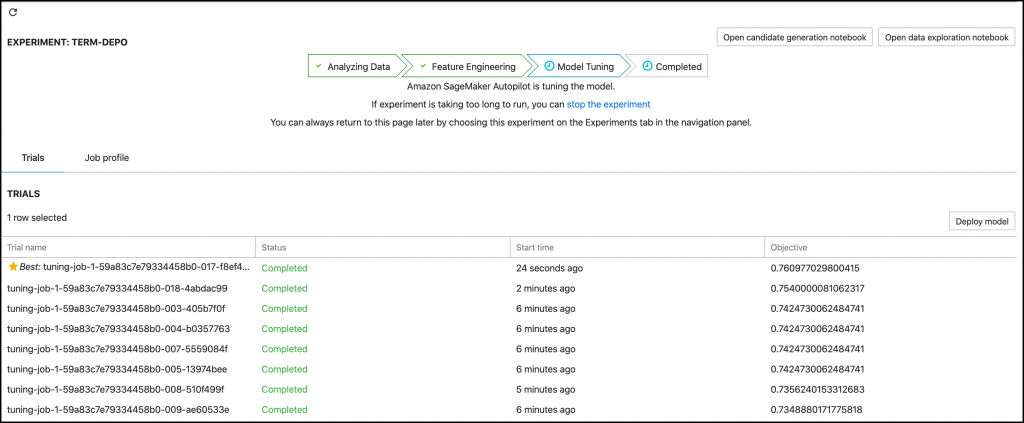 EXPERIMENT: TERM-DEPO
Open candidate generation notebook
Open data exploration notebook
Analyzing Data
Feature Engineering
Model Tuning
Completed
Amazon SageMaker Autopilot is tuning the model.
If experiment is taking too long to run, you can stop the experiment
You can always return to this page later by choosing this experiment on the Experiments tab in the navigation panel.
Trials
Job profile
TRIALS
1 row selected
Deploy model
Trial name Status Start time Objective
Best: tuning-job-1-59a83c7e79334458b0-017-f8ef4... Completed 24 seconds ago 0.760977029800415
tuning-job-1-59a83c7e79334458b0-018-4abdac99 Completed 2 minutes ago 0.7540000081062317
tuning-job-1-59a83c7e79334458b0-003-405b7f0f Completed 6 minutes ago 0.7424730062484741
tuning-job-1-59a83c7e79334458b0-004-b0357763 Completed 6 minutes ago 0.7424730062484741
tuning-job-1-59a83c7e79334458b0-007-5559084f Completed 6 minutes ago 0.7424730062484741
tuning-job-1-59a83c7e79334458b0-005-13974bee Completed 6 minutes ago 0.7424730062484741
tuning-job-1-59a83c7e79334458b0-008-510f499f Completed 5 minutes ago 0.7356240153312683
tuning-job-1-59a83c7e79334458b0-009-ae60533e Completed 6 minutes ago 0.7348880171775818